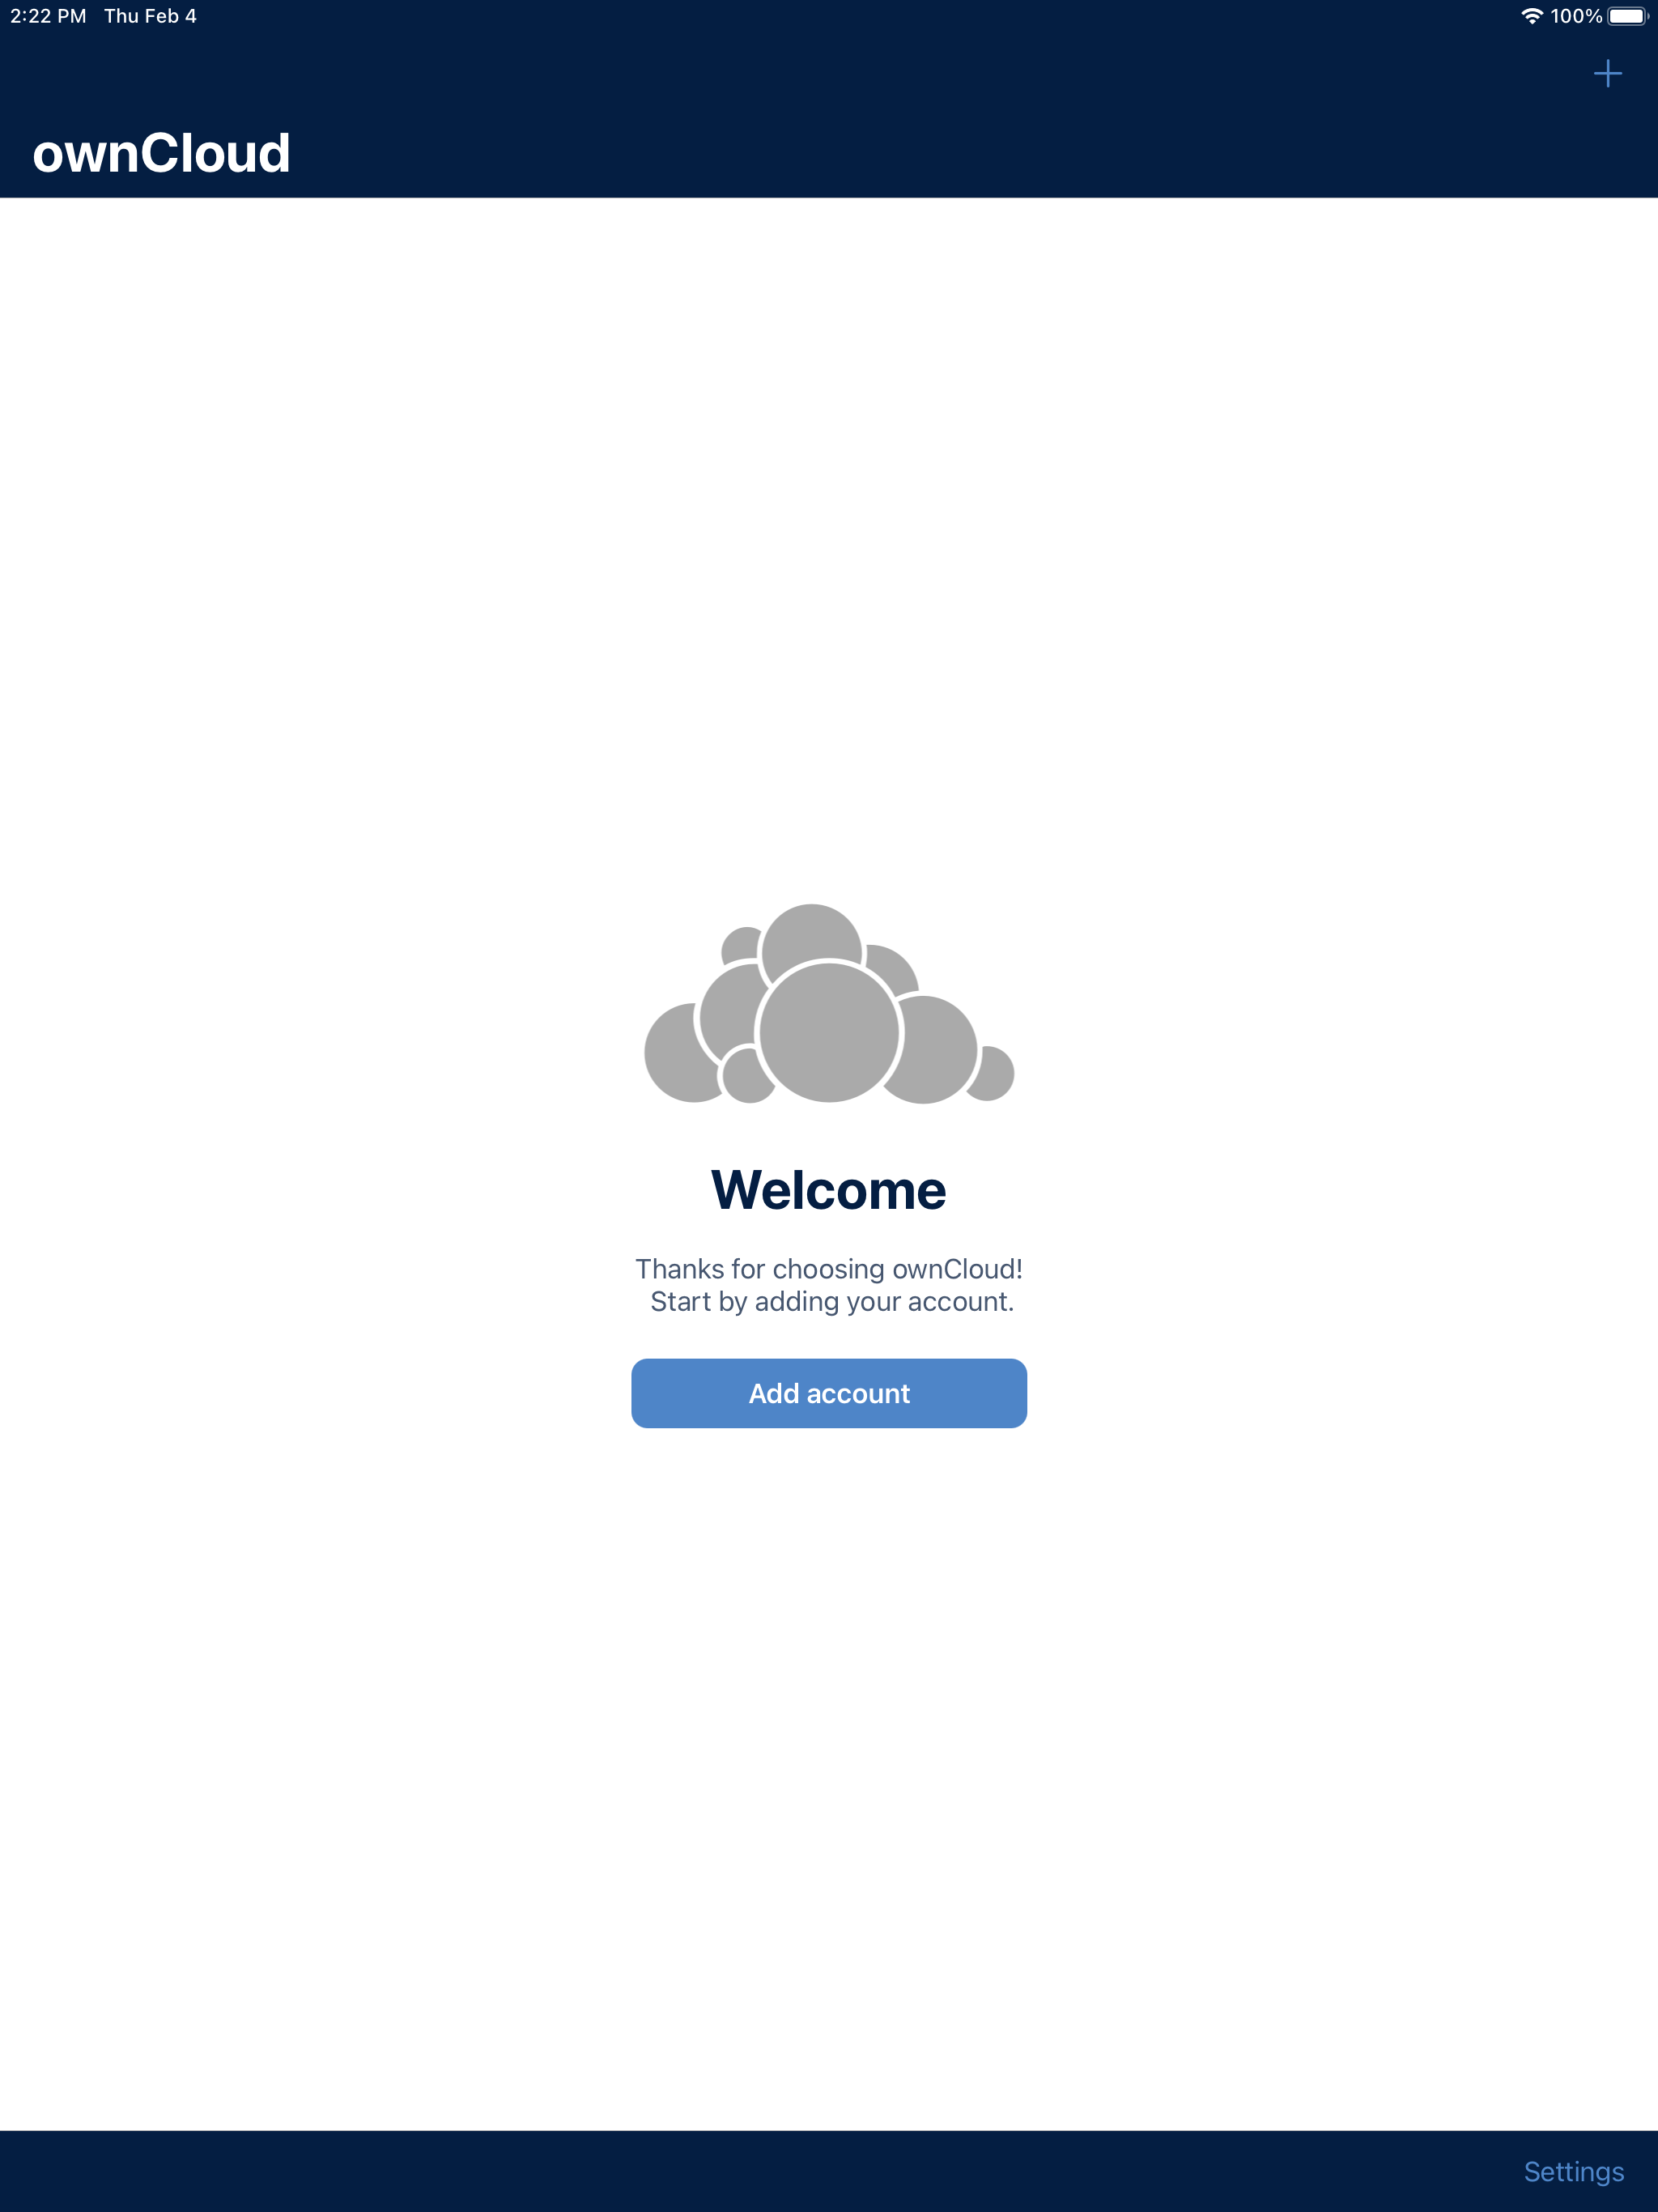 2:22 PM Thu Feb 4 100%
ownCloud
Welcome
Thanks for choosing ownCloud!
Start by adding your account.
Add account
Settings